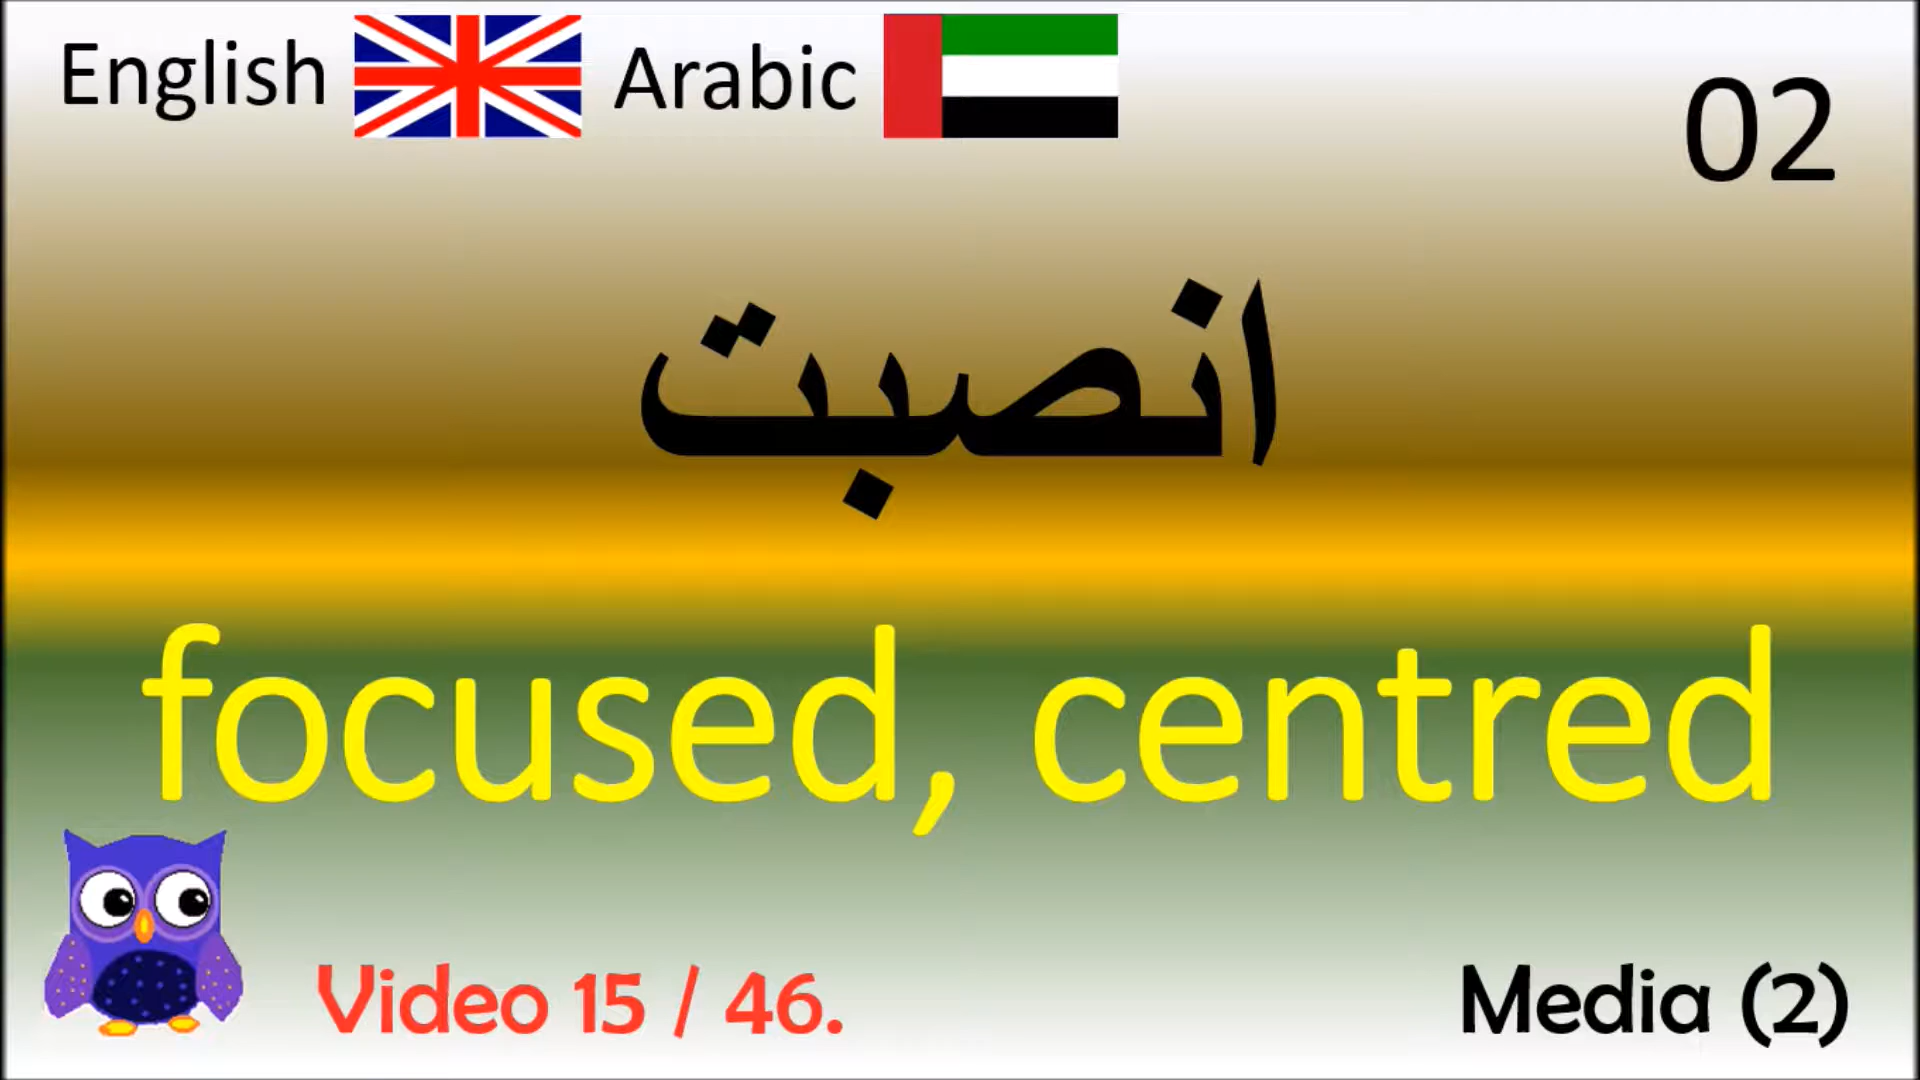 English Arabic 02
انصبت
focused, centred
Video 15 / 46. Media (2)